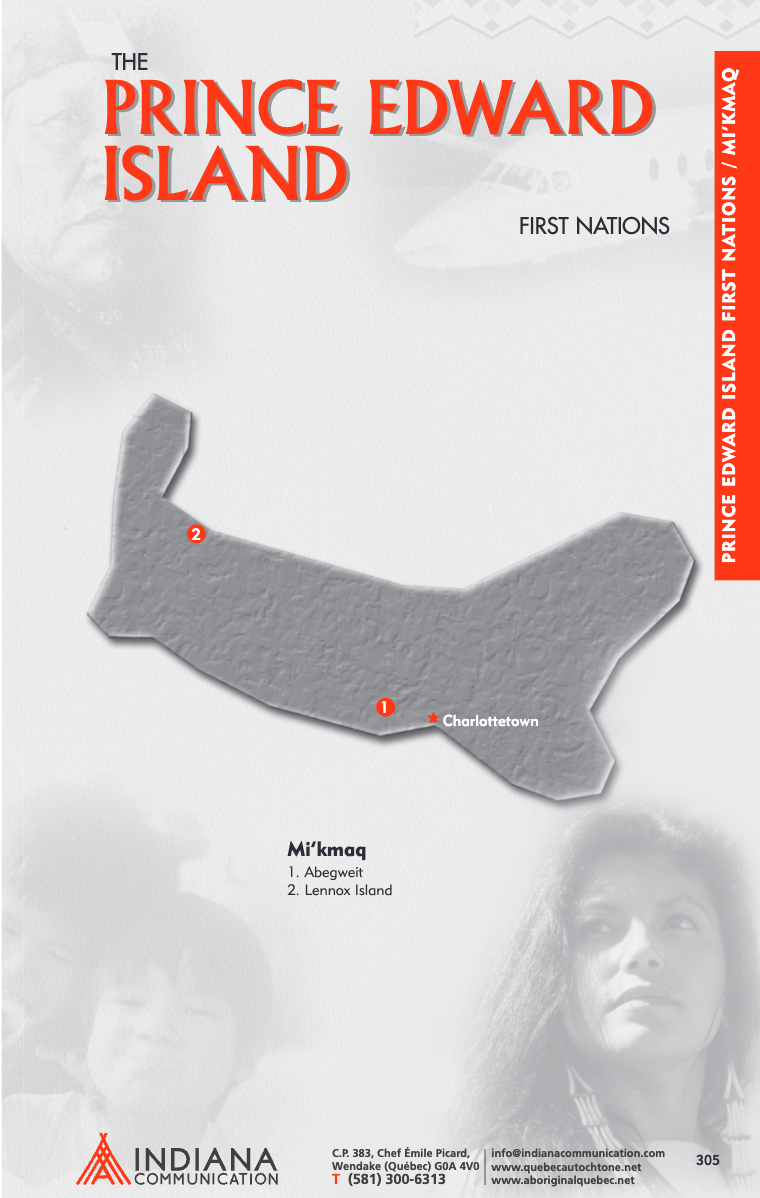 THE
PRINCE EDWARD
ISLAND
FIRST NATIONS
PRINCE EDWARD ISLAND FIRST NATIONS / MI'KMAQ
2
1
★ Charlottetown
Mi'kmaq
1. Abegweit
2. Lennox Island
INDIANA
COMMUNICATION
C.P. 383, Chef Émile Picard,
Wendake (Québec) G0A 4V0
T (581) 300-6313
info@indianacommunication.com
www.quebecautochtone.net
www.aboriginalquebec.net
305